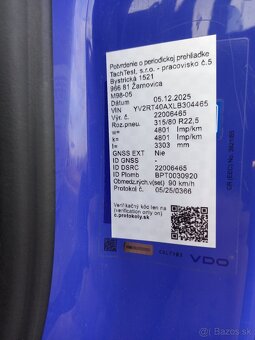 Potvrdenie o periodickej prehliadke
TachTest, s.r.o. - pracovisko č.5
Bystrická 1521
966 81 Žarnovica
M98-05
Dátum 05.12.2025
VIN YV2RT40AXLB304465
Výr. č. 22006465
Roz.pneu. 315/80 R22,5
w= 4801 Imp/km
k= 4801 Imp/km
l= 3303 mm
GNSS EXT Nie
ID GNSS -
ID DSRC 22006465
ID Plomb BPT0030920
Obmedz.rých.v(set) 90 km/h
Protokol č. 05/25/0366
Verifikačný kód len na
(verification only on)
e.protokoly.sk
VDO
bazos.sk